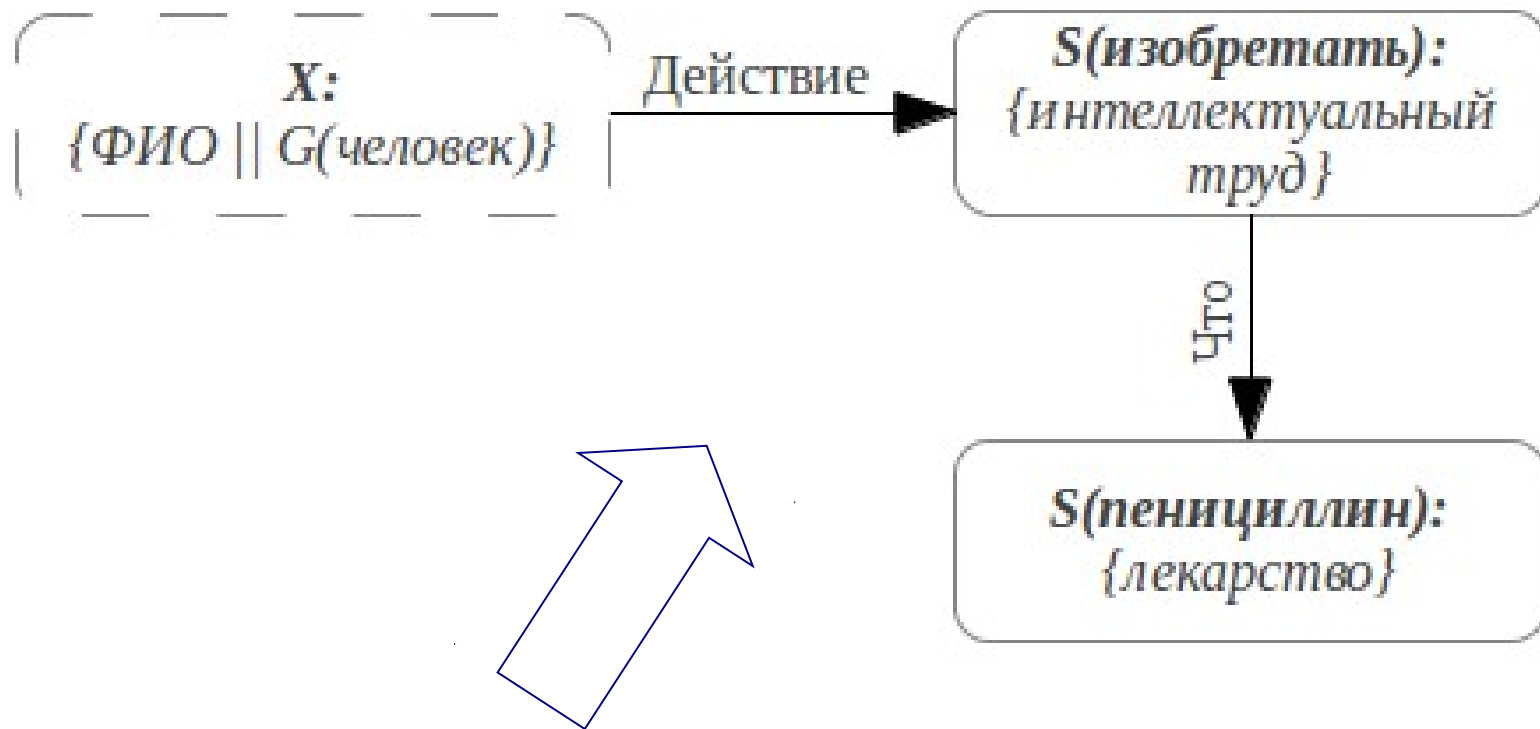 X:
{ФИО || G(человек)}
Действие
S(изобретать):
{интеллектуальный
труд}
Что
S(пенициллин):
{лекарство}